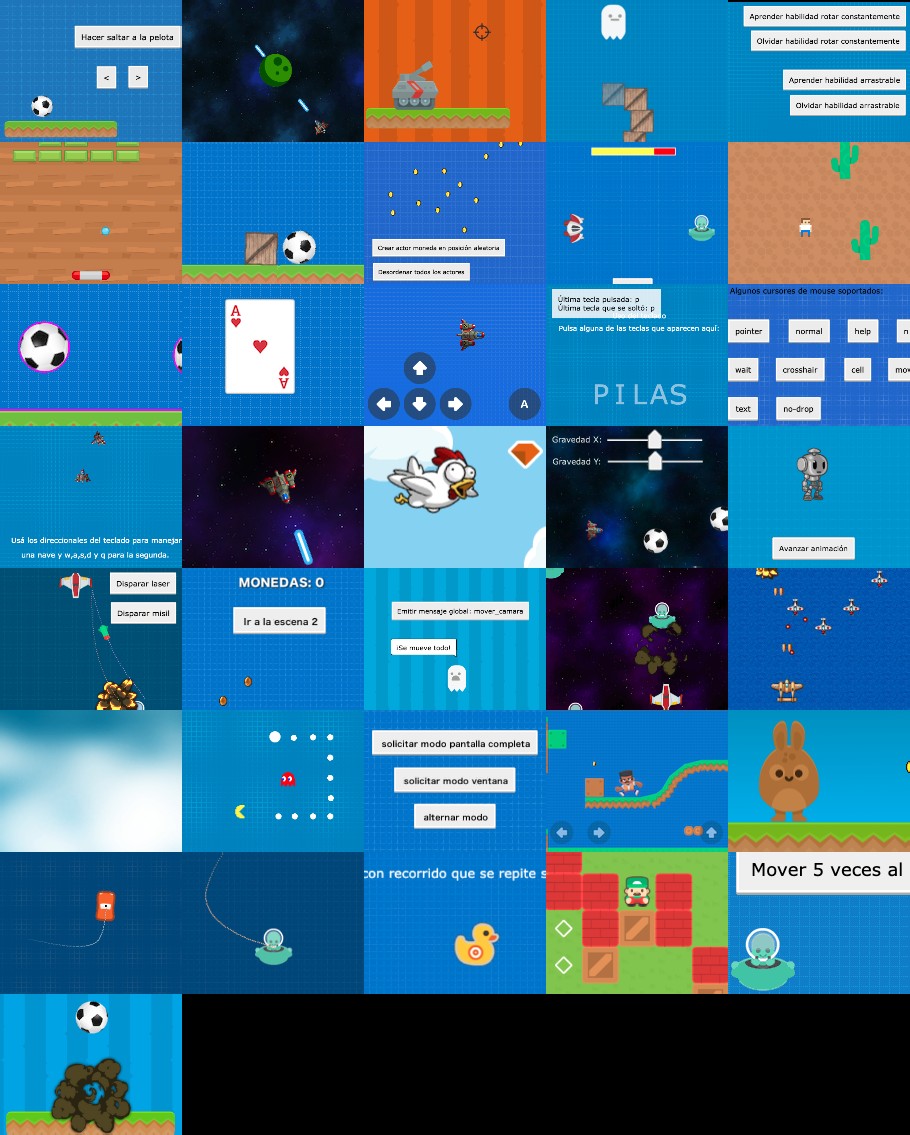 Hacer saltar a la pelota
<
>
Aprender habilidad rotar constantemente
Olvidar habilidad rotar constantemente
Aprender habilidad arrastrable
Olvidar habilidad arrastrable
Crear actor moneda en posición aleatoria
Desordenar todos los actores
A
A
A
Última tecla pulsada: p
Última tecla que se soltó: p
Pulsa alguna de las teclas que aparecen aquí:
PILAS
Algunos cursores de mouse soportados:
pointer
normal
help
n
wait
crosshair
cell
mov
text
no-drop
Usá los direccionales del teclado para manejar
una nave y w,a,s,d y q para la segunda.
Gravedad X:
Gravedad Y:
Avanzar animación
Disparar laser
Disparar misil
MONEDAS: 0
Ir a la escena 2
Emitir mensaje global: mover_camara
¡Se mueve todo!
solicitar modo pantalla completa
solicitar modo ventana
alternar modo
con recorrido que se repite s
Mover 5 veces al